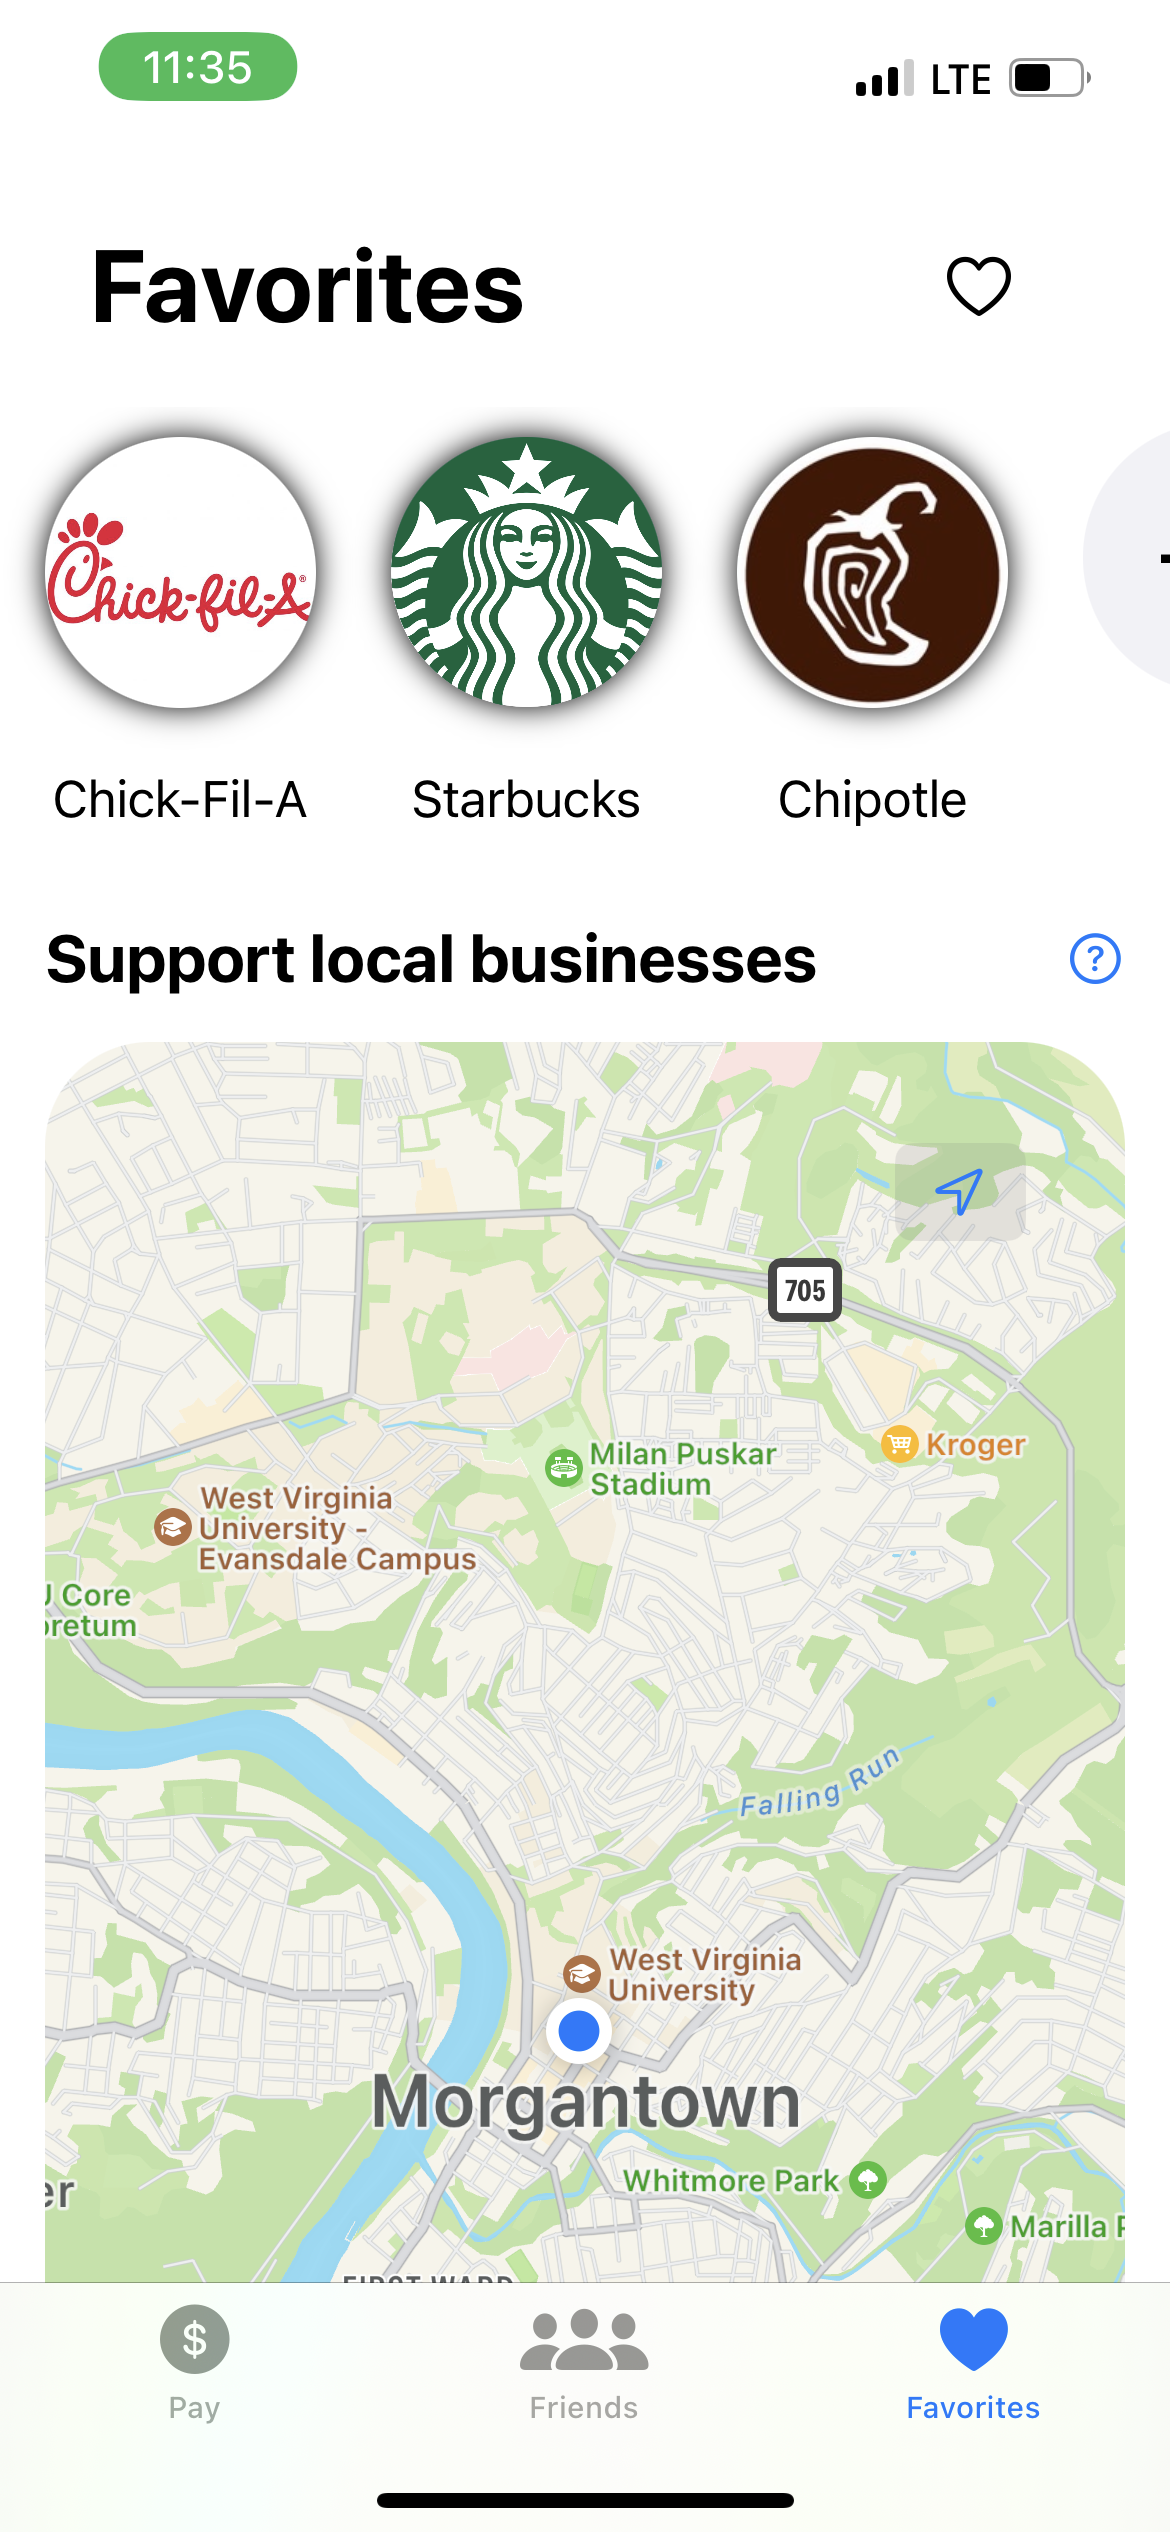 11:35
LTE
Favorites
Chick-fil-A®
Chick-Fil-A
Starbucks
Chipotle
Support local businesses
?
705
Kroger
Milan Puskar
Stadium
West Virginia
University -
Evansdale Campus
Core
Falling Run
West Virginia
University
Morgantown
Whitmore Park
Marilla
FIRST WARD
$
Pay
Friends
Favorites